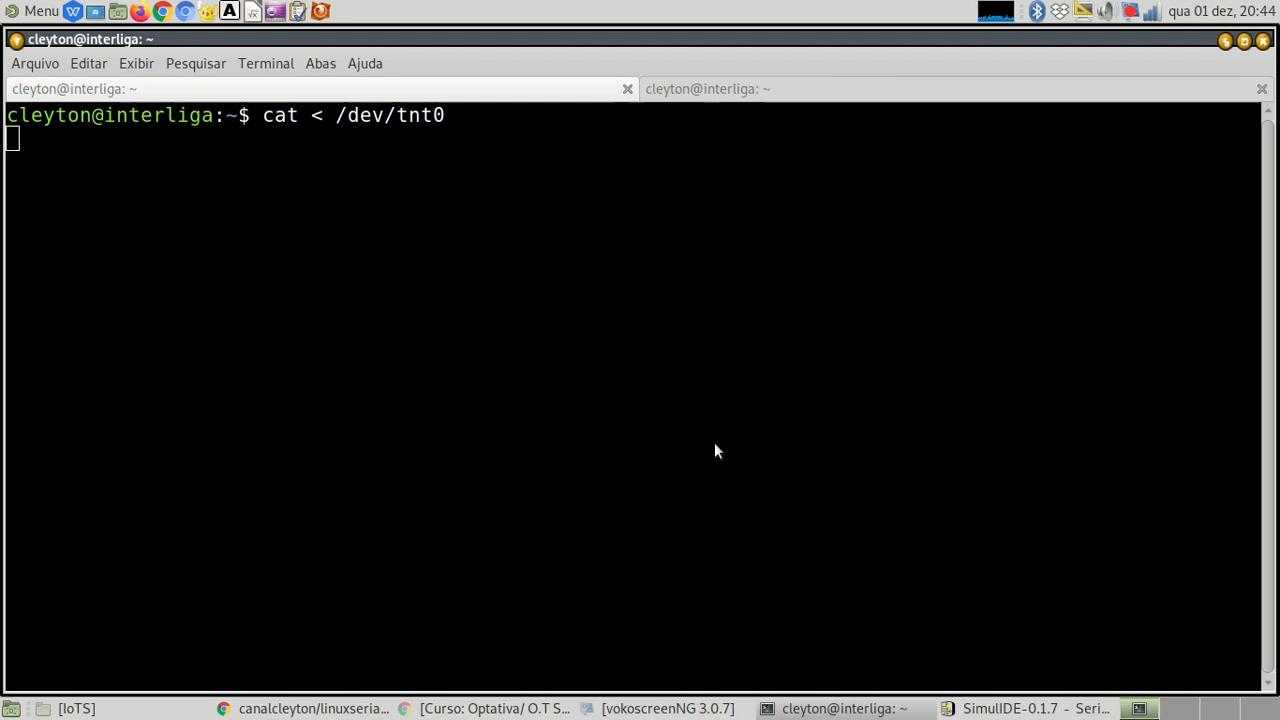 Menu
A
qua 01 dez, 20:44
cleyton@interliga: ~
Arquivo Editar Exibir Pesquisar Terminal Abas Ajuda
cleyton@interliga: ~
cleyton@interliga: ~
cleyton@interliga:~$ cat < /dev/tnt0
[IoTS]
canalcleyton/linuxseria...
[Curso: Optativa/ O.T S...
[vokoscreenNG 3.0.7]
cleyton@interliga: ~
SimulIDE-0.1.7 - Seri...